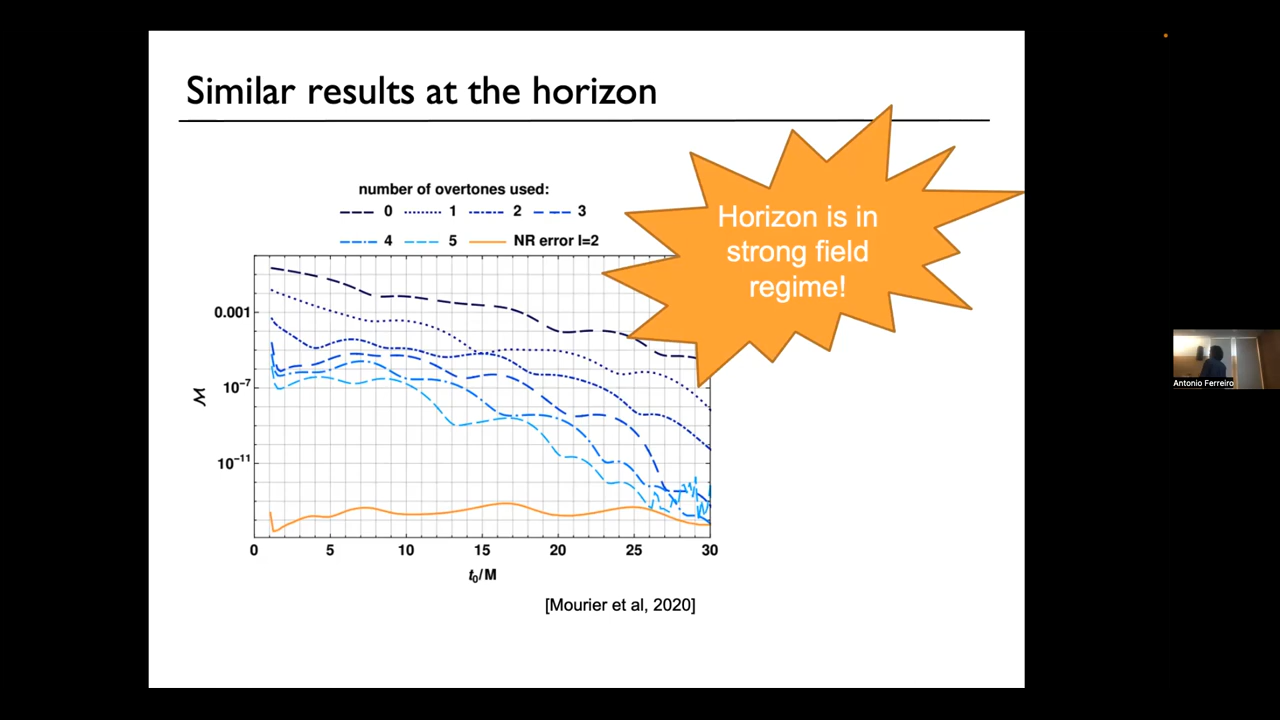 Similar results at the horizon
number of overtones used:
0 1 2 3
4 5 NR error l=2
Horizon is in
strong field
regime!
0.001
10⁻⁷
10⁻¹¹
ℳ
0 5 10 15 20 25 30
t₀/M
[Mourier et al, 2020]
Antonio Ferreiro